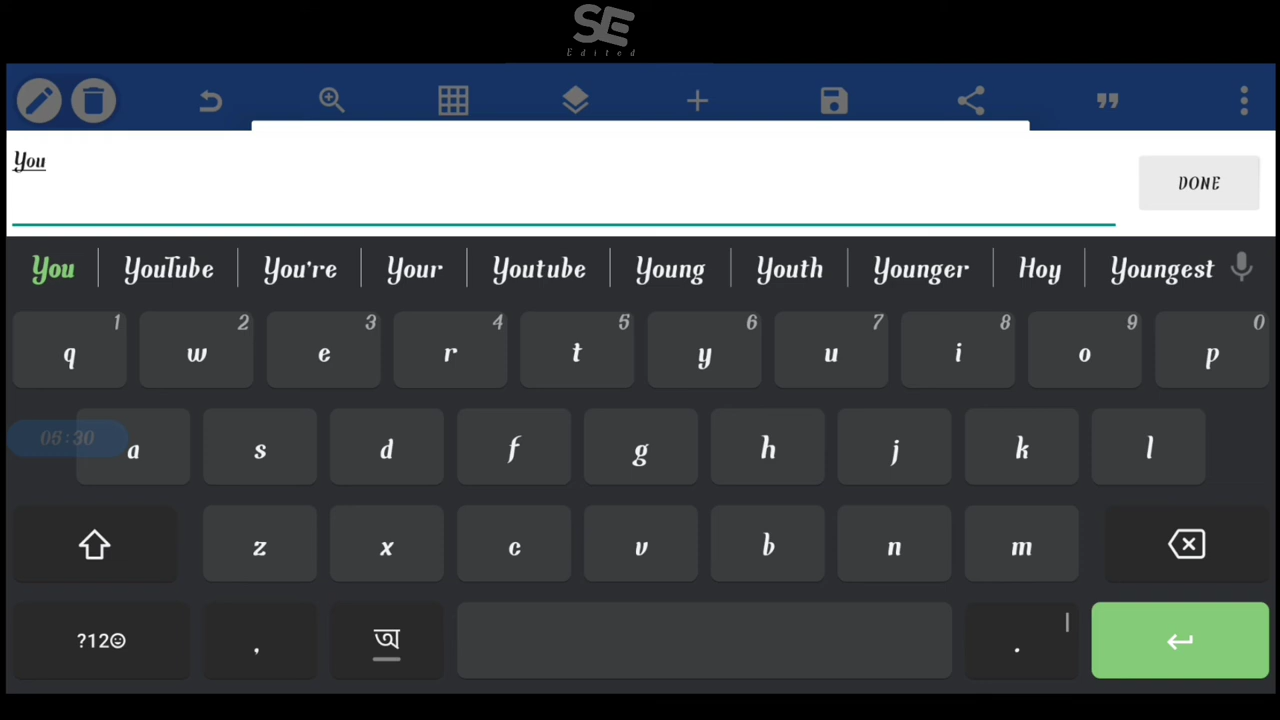 SE
Edited
You
DONE
You YouTube You're Your Youtube Young Youth Younger Hoy Youngest
1 2 3 4 5 6 7 8 9 0
q w e r t y u i o p
06:30
a s d f g h j k l
z x c v b n m
?12☺ , অ .